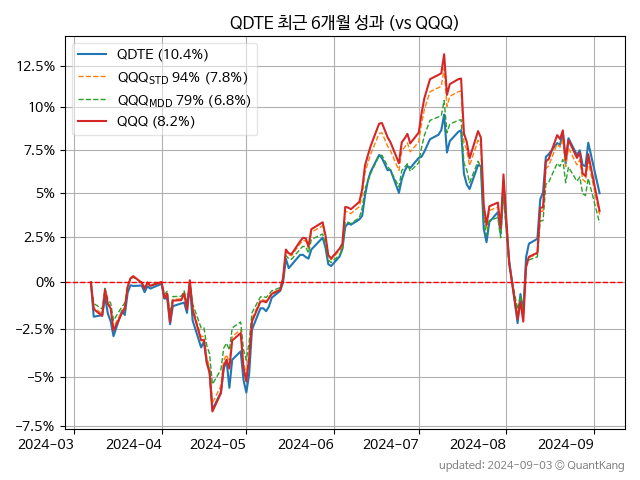 QDTE 최근 6개월 성과 (vs QQQ)
QDTE (10.4%)
QQQSTD 94% (7.8%)
QQQMDD 79% (6.8%)
QQQ (8.2%)
12.5%
10%
7.5%
5%
2.5%
0%
−2.5%
−5%
−7.5%
2024-03 2024-04 2024-05 2024-06 2024-07 2024-08 2024-09
updated: 2024-09-03 © QuantKang